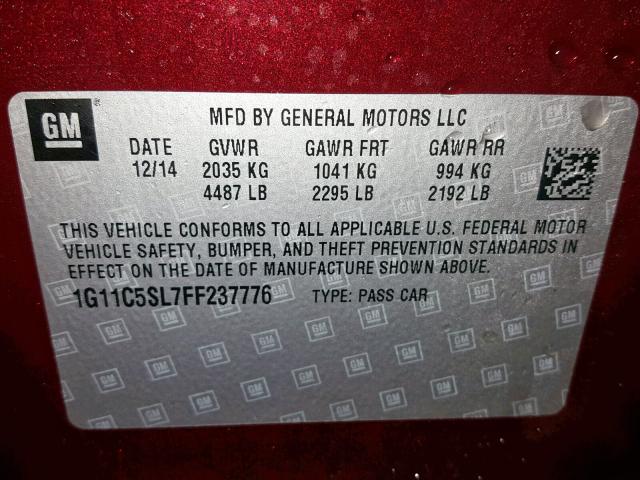 GM
MFD BY GENERAL MOTORS LLC
DATE GVWR GAWR FRT GAWR RR
12/14 2035 KG 1041 KG 994 KG
4487 LB 2295 LB 2192 LB
THIS VEHICLE CONFORMS TO ALL APPLICABLE U.S. FEDERAL MOTOR
VEHICLE SAFETY, BUMPER, AND THEFT PREVENTION STANDARDS IN
EFFECT ON THE DATE OF MANUFACTURE SHOWN ABOVE.
1G11C5SL7FF237776 TYPE: PASS CAR